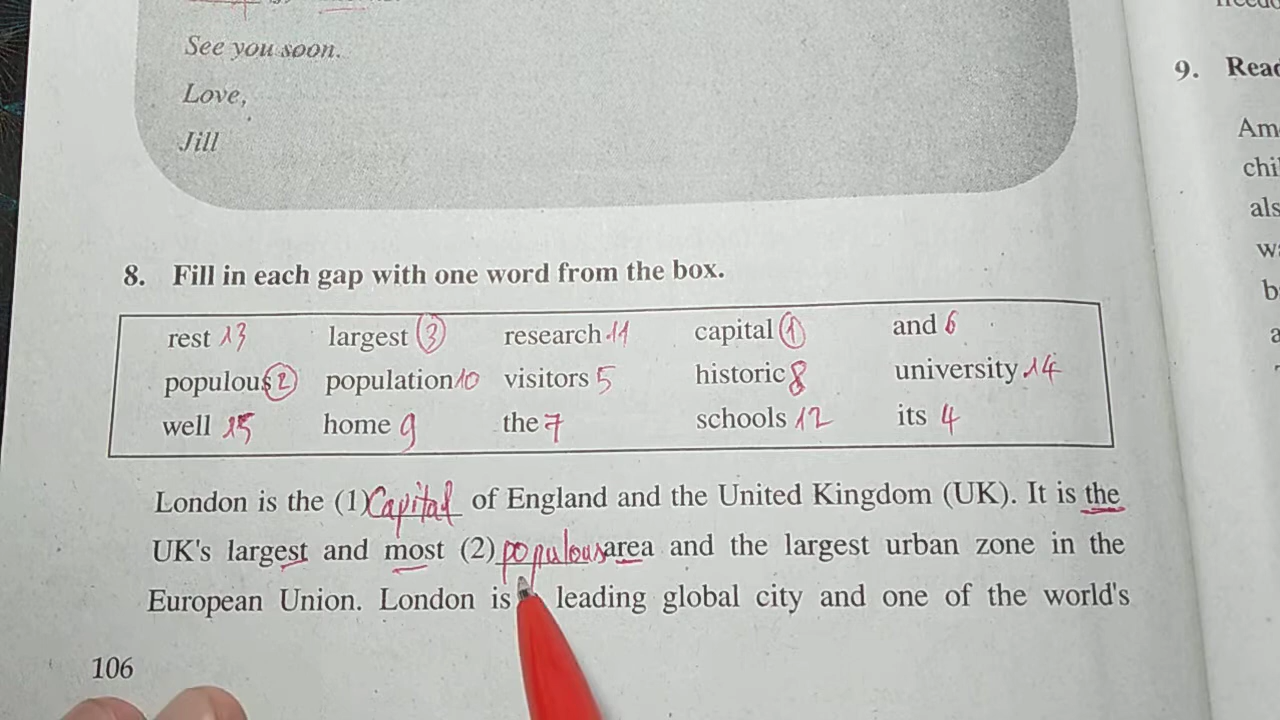 See you soon.
Love,
Jill
8. Fill in each gap with one word from the box.
rest 13 largest 3 research 11 capital 1 and 6
populous 2 population 10 visitors 5 historic 8 university 14
well 15 home 9 the 7 schools 12 its 4
London is the (1) Capital of England and the United Kingdom (UK). It is the
UK's largest and most (2) populous area and the largest urban zone in the
European Union. London is leading global city and one of the world's
106
9. Read
Am
chil
als
w
b
a